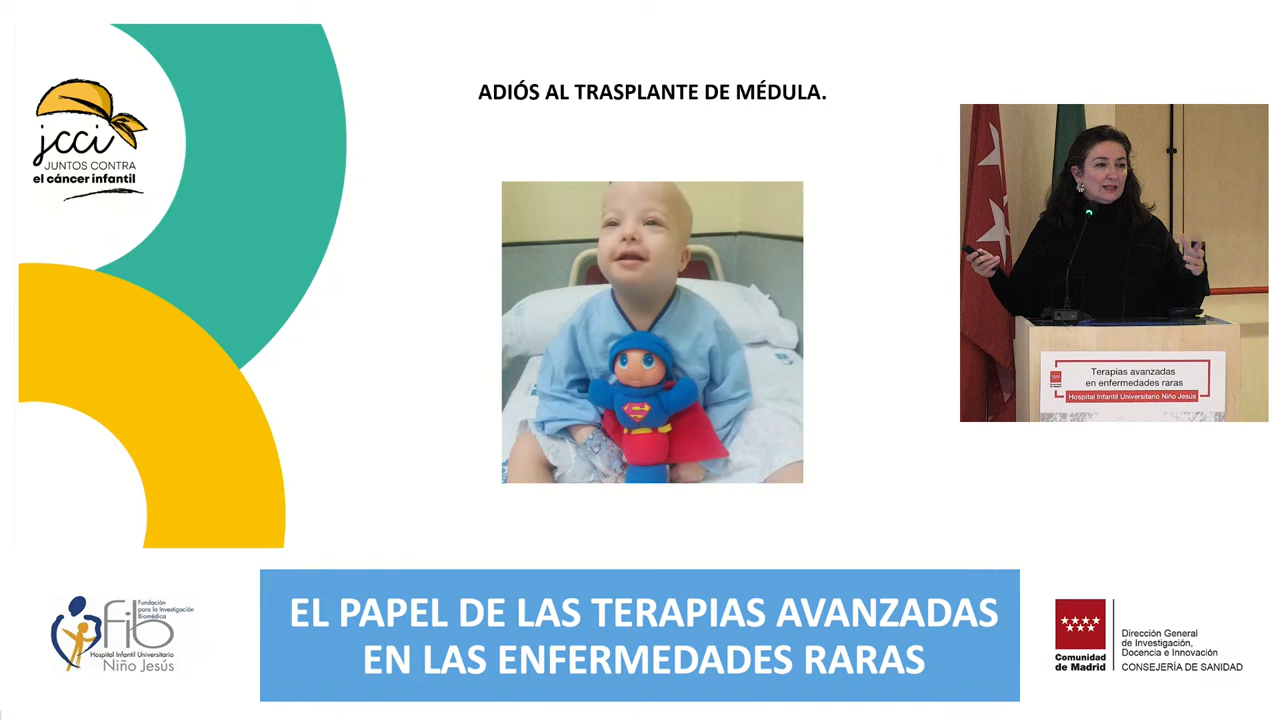 jcci
JUNTOS CONTRA
el cáncer infantil
ADIÓS AL TRASPLANTE DE MÉDULA.
Terapias avanzadas
en enfermedades raras
Hospital Infantil Universitario Niño Jesús
fib
Fundación
para la Investigación
Biomédica
Hospital Infantil Universitario
Niño Jesús
EL PAPEL DE LAS TERAPIAS AVANZADAS
EN LAS ENFERMEDADES RARAS
Comunidad
de Madrid
Dirección General
de Investigación,
Docencia e Innovación
CONSEJERÍA DE SANIDAD